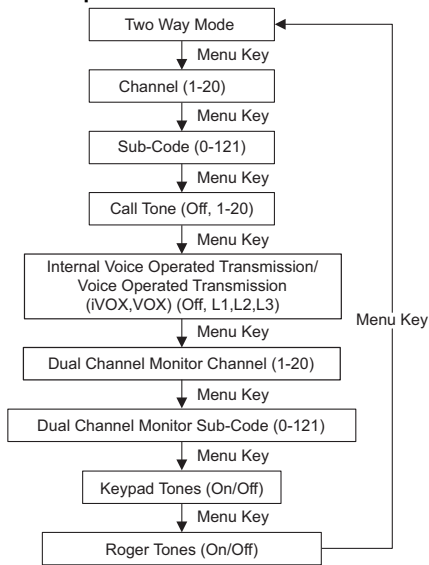 Two Way Mode
Menu Key
Channel (1-20)
Menu Key
Sub-Code (0-121)
Menu Key
Call Tone (Off, 1-20)
Menu Key
Internal Voice Operated Transmission/
Voice Operated Transmission
(iVOX,VOX) (Off, L1,L2,L3)
Menu Key
Menu Key
Dual Channel Monitor Channel (1-20)
Menu Key
Dual Channel Monitor Sub-Code (0-121)
Menu Key
Keypad Tones (On/Off)
Menu Key
Roger Tones (On/Off)